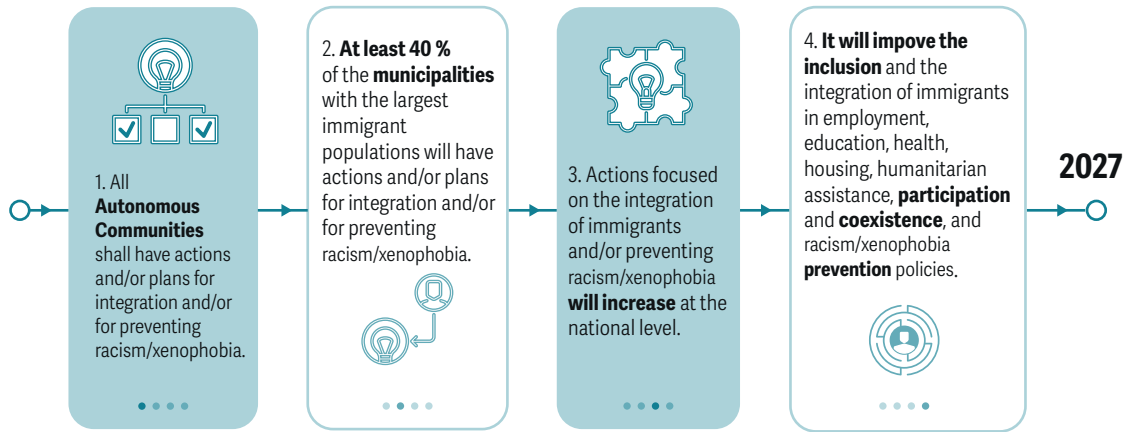 1. All
Autonomous
Communities
shall have actions
and/or plans for
integration and/or
for preventing
racism/xenophobia.
2. At least 40 %
of the municipalities
with the largest
immigrant
populations will have
actions and/or plans
for integration and/or
for preventing
racism/xenophobia.
3. Actions focused
on the integration
of immigrants
and/or preventing
racism/xenophobia
will increase at the
national level.
4. It will impove the
inclusion and the
integration of immigrants
in employment,
education, health,
housing, humanitarian
assistance, participation
and coexistence, and
racism/xenophobia
prevention policies.
2027